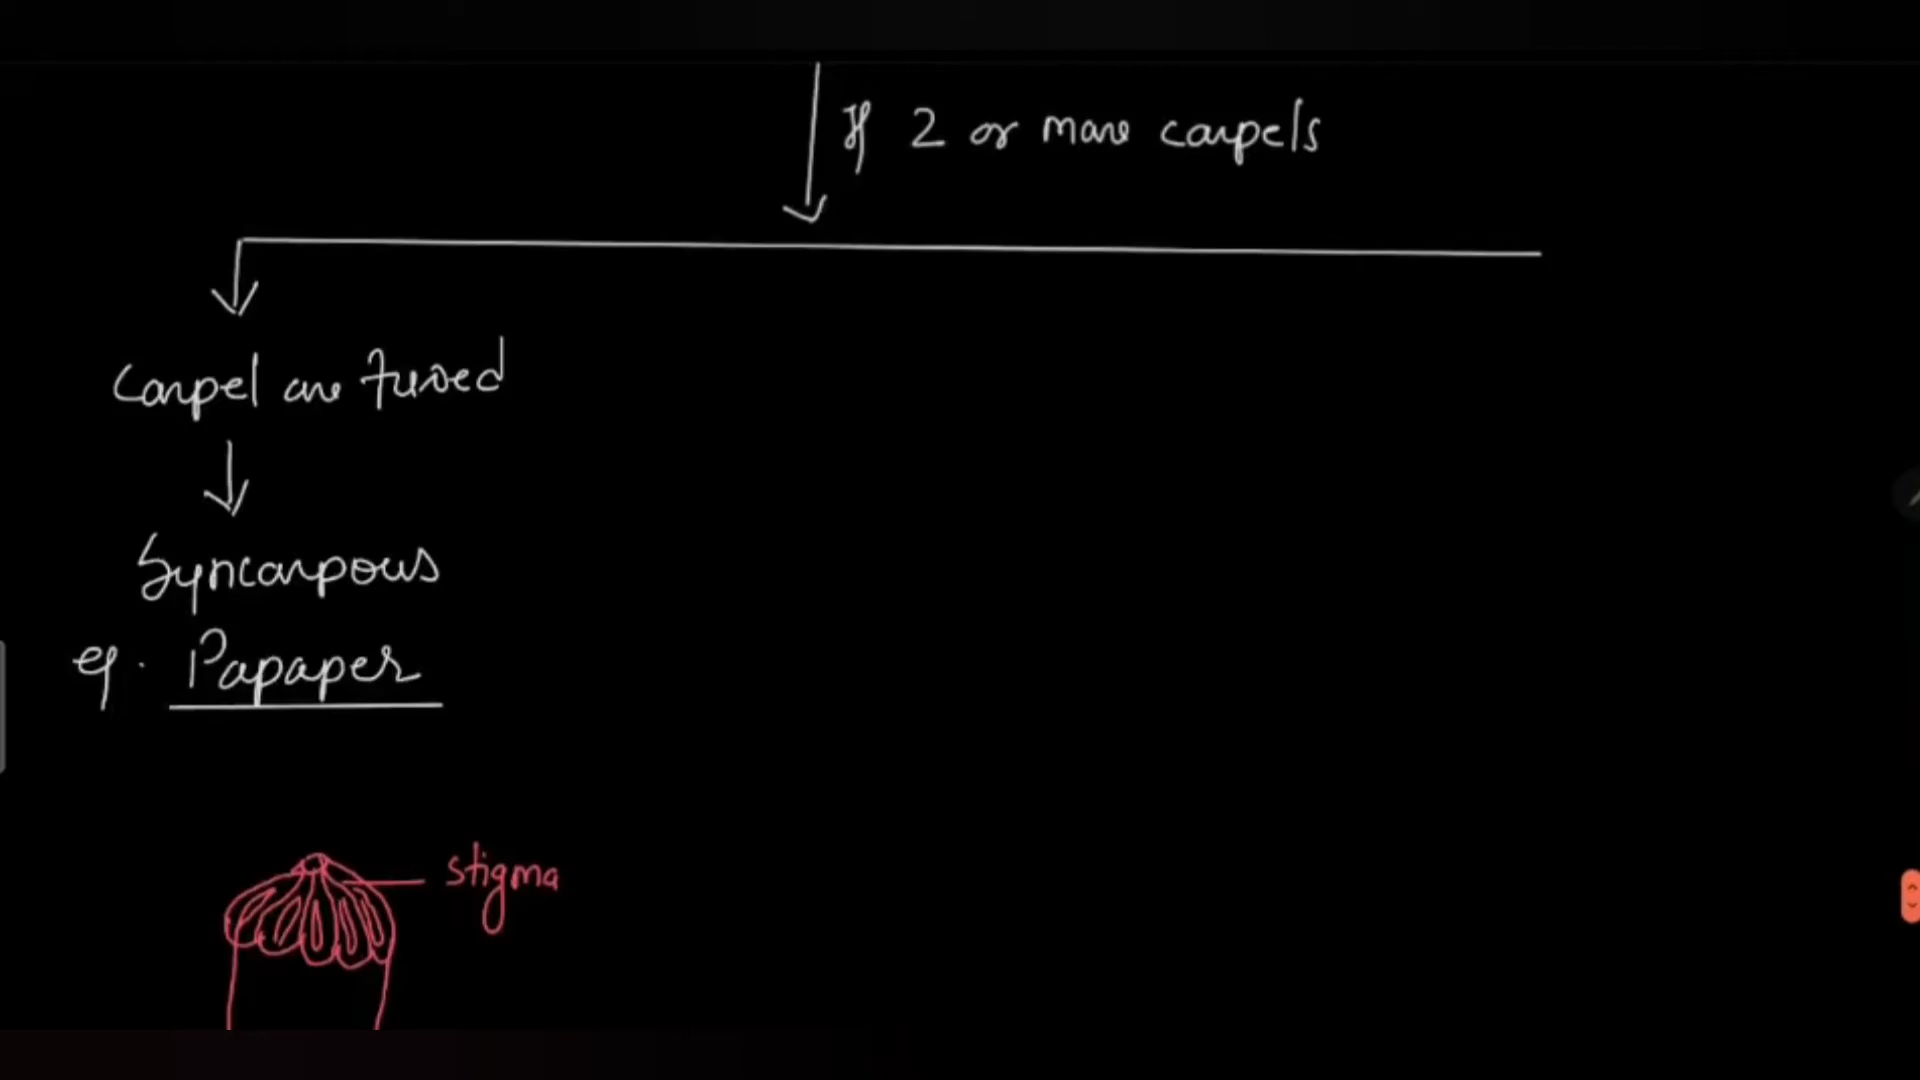 If 2 or more carpels
Carpel are fused
Syncarpous
eg. Papaper
stigma